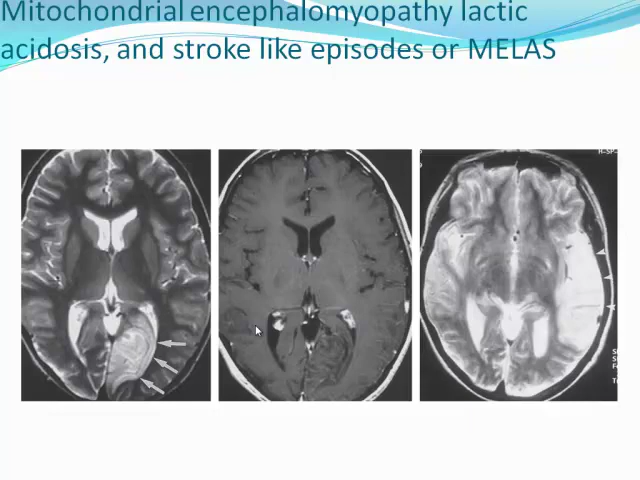 Mitochondrial encephalomyopathy lactic
acidosis, and stroke like episodes or MELAS